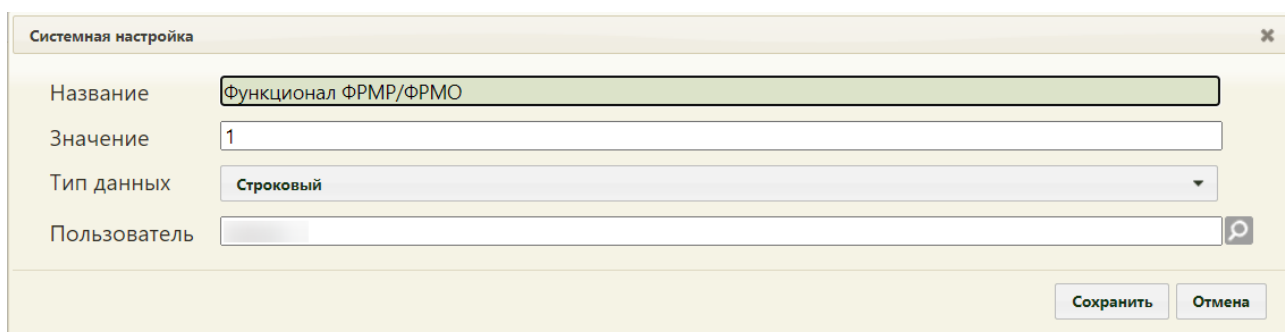 Системная настройка
Название Функционал ФРМР/ФРМО
Значение 1
Тип данных Строковый
Пользователь
Сохранить Отмена